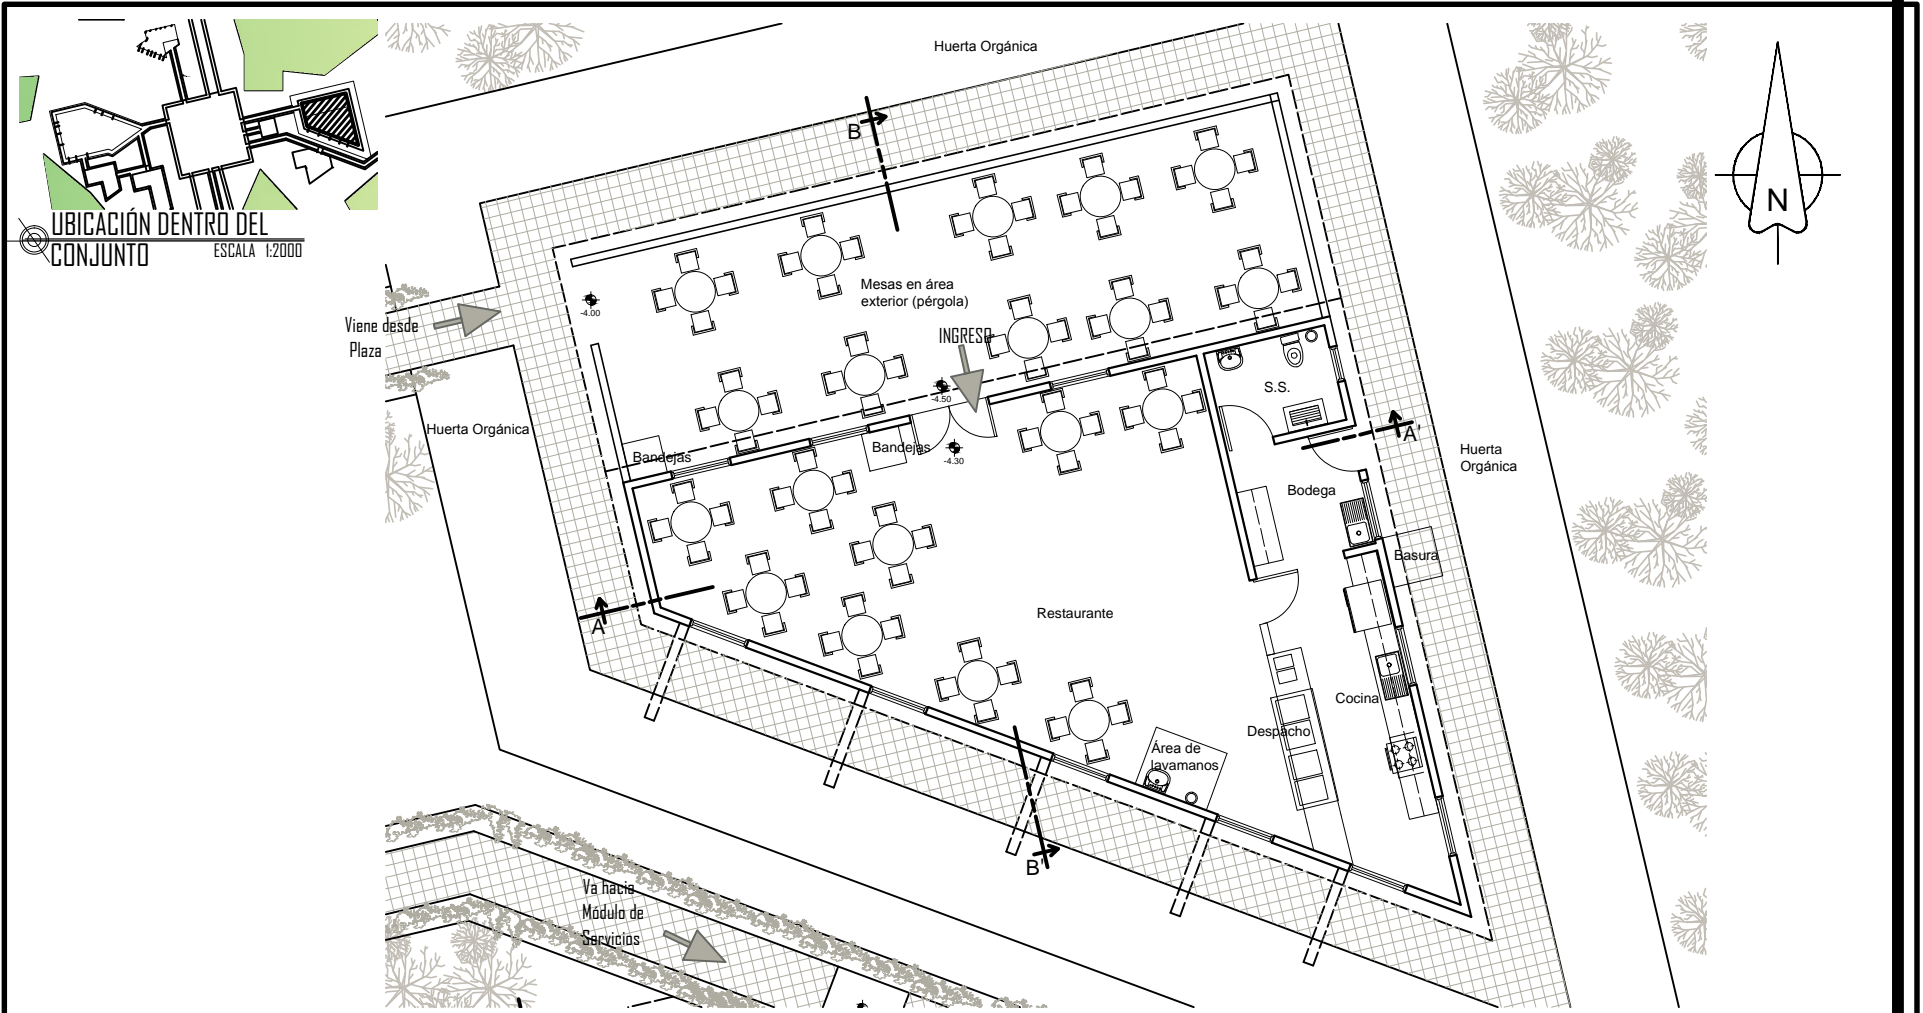 UBICACIÓN DENTRO DEL
CONJUNTO
ESCALA 1:2000
Huerta Orgánica
N
B
Mesas en área
exterior (pérgola)
-4.00
Viene desde
Plaza
INGRESO
-4.50
S.S.
Huerta Orgánica
Bandejas
Bandejas
-4.30
A'
Huerta
Orgánica
Bodega
Basura
Restaurante
A
Cocina
Despacho
Área de
lavamanos
B'
Va hacia
Módulo de
Servicios